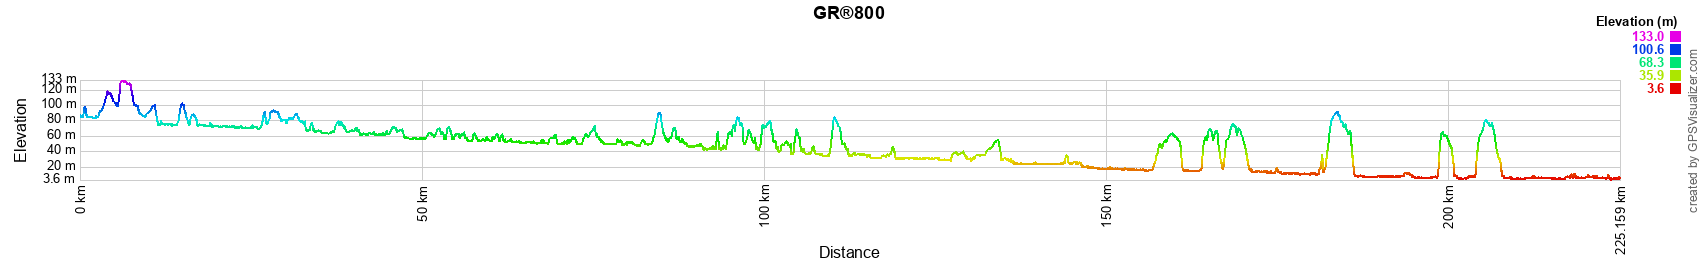 GR®800
Elevation (m)
133.0
100.6
68.3
35.9
3.6
133 m
120 m
100 m
80 m
60 m
40 m
20 m
3.6 m
Elevation
0 km
50 km
100 km
150 km
200 km
225.159 km
Distance
created by GPSVisualizer.com